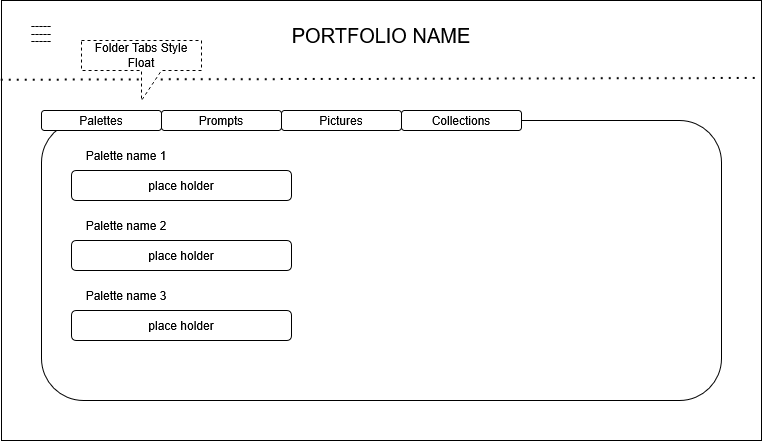 PORTFOLIO NAME
Folder Tabs Style
Float
Palettes
Prompts
Pictures
Collections
Palette name 1
place holder
Palette name 2
place holder
Palette name 3
place holder